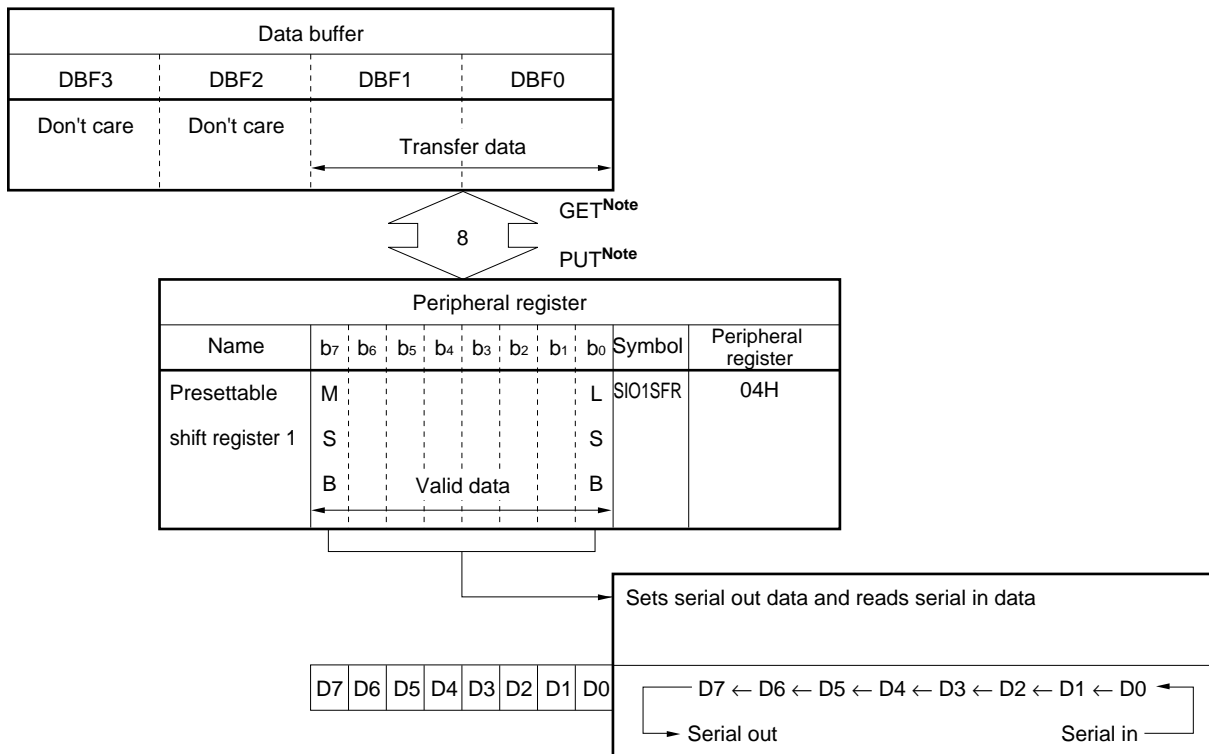 Data buffer
DBF3 DBF2 DBF1 DBF0
Don't care Don't care
Transfer data
GETNote
8
PUTNote
Peripheral register
Name b7 b6 b5 b4 b3 b2 b1 b0 Symbol Peripheral register
Presettable M L SIO1SFR 04H
shift register 1 S S
B Valid data B
Sets serial out data and reads serial in data
D7 D6 D5 D4 D3 D2 D1 D0 D7 ← D6 ← D5 ← D4 ← D3 ← D2 ← D1 ← D0
Serial out Serial in